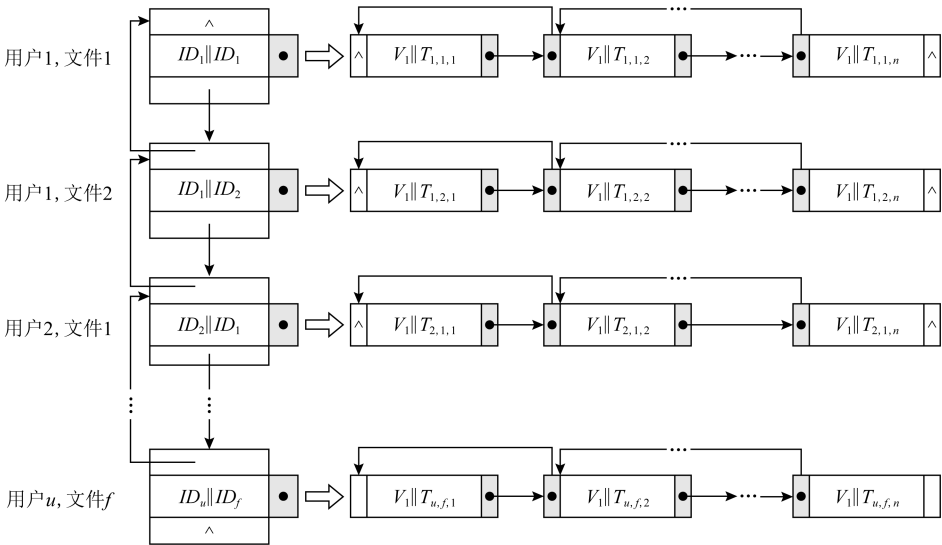 ∧
用户1, 文件1 ID₁||ID₁ ∧ V₁||T₁,₁,₁ V₁||T₁,₁,₂ ... V₁||T₁,₁,ₙ ∧
...
用户1, 文件2 ID₁||ID₂ ∧ V₁||T₁,₂,₁ V₁||T₁,₂,₂ ... V₁||T₁,₂,ₙ ∧
...
用户2, 文件1 ID₂||ID₁ ∧ V₁||T₂,₁,₁ V₁||T₂,₁,₂ V₁||T₂,₁,ₙ ∧
...
用户u, 文件f IDᵤ||ID_f ∧ V₁||T_{u,f,1} V₁||T_{u,f,2} ... V₁||T_{u,f,n}
∧